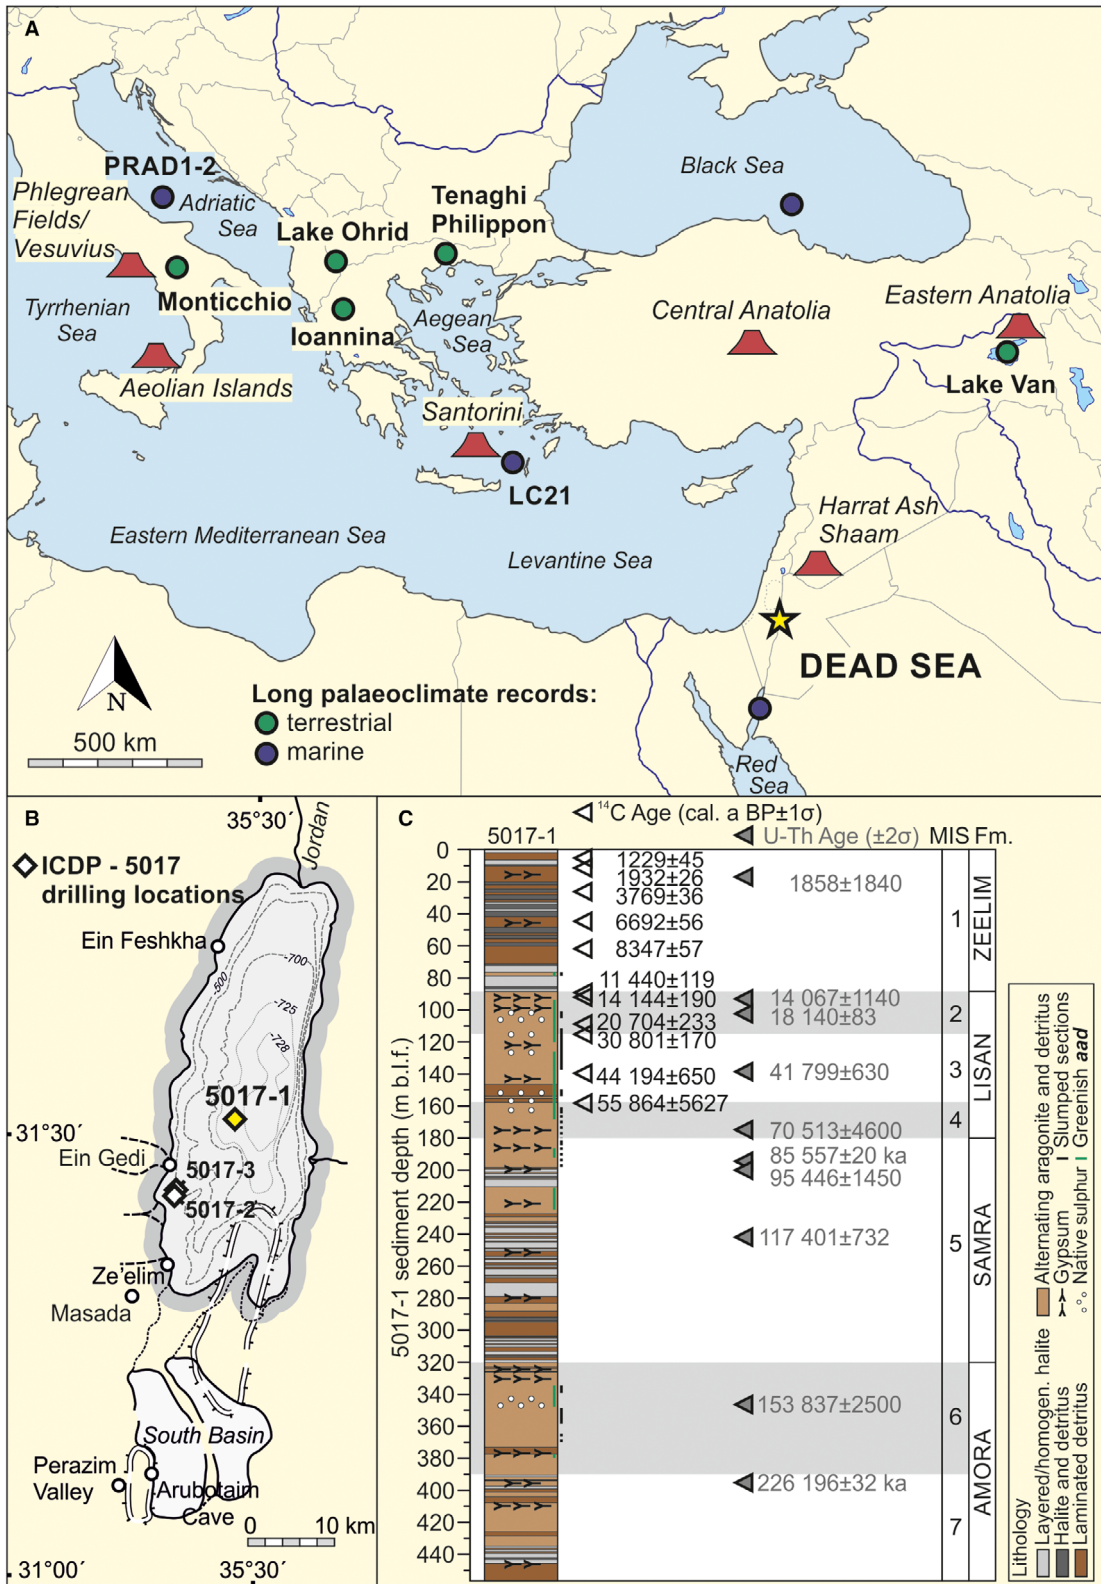 A
PRAD1-2
Phlegrean
Fields/
Vesuvius
Adriatic
Sea
Lake Ohrid
Tenaghi
Philippon
Black Sea
Monticchio
Ioannina
Tyrrhenian
Sea
Aegean
Sea
Central Anatolia
Eastern Anatolia
Lake Van
Aeolian Islands
Santorini
LC21
Eastern Mediterranean Sea
Levantine Sea
Harrat Ash
Shaam
DEAD SEA
N
500 km
Long palaeoclimate records:
terrestrial
marine
Red
Sea
B
35°30´
Jordan
ICDP - 5017
drilling locations
Ein Feshkha
-500
-700
-725
-728
5017-1
31°30´
Ein Gedi
5017-3
5017-2
Ze'elim
Masada
South Basin
Perazim
Valley
Arubotaim
Cave
0 10 km
31°00´
35°30´
C
14C Age (cal. a BP±1σ)
5017-1
U-Th Age (±2σ)
MIS Fm.
5017-1 sediment depth (m b.l.f.)
0
20
40
60
80
100
120
140
160
180
200
220
240
260
280
300
320
340
360
380
400
420
440
1229±45
1932±26
3769±36
6692±56
8347±57
11 440±119
14 144±190
20 704±233
30 801±170
44 194±650
55 864±5627
1858±1840
14 067±1140
18 140±83
41 799±630
70 513±4600
85 557±20 ka
95 446±1450
117 401±732
153 837±2500
226 196±32 ka
1
2
3
4
5
6
7
ZEELIM
LISAN
SAMRA
AMORA
Lithology
Layered/homogen. halite
Halite and detritus
Laminated detritus
Alternating aragonite and detritus
Gypsum
Slumped sections
Native sulphur
Greenish aad